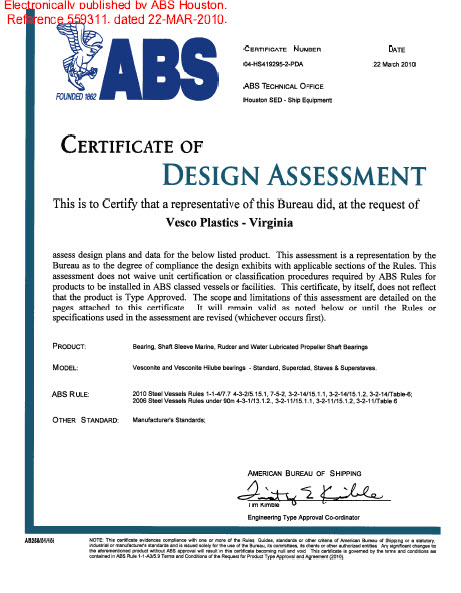 Electronically published by ABS Houston.
Reference 559311, dated 22-MAR-2010.
ABS
FOUNDED 1862
CERTIFICATE NUMBER
DATE
04-HS419295-2-PDA
22 March 2010
ABS TECHNICAL OFFICE
Houston SED - Ship Equipment
CERTIFICATE OF
DESIGN ASSESSMENT
This is to Certify that a representative of this Bureau did, at the request of
Vesco Plastics - Virginia
assess design plans and data for the below listed product. This assessment is a representation by the
Bureau as to the degree of compliance the design exhibits with applicable sections of the Rules. This
assessment does not waive unit certification or classification procedures required by ABS Rules for
products to be installed in ABS classed vessels or facilities. This certificate, by itself, does not reflect
that the product is Type Approved. The scope and limitations of this assessment are detailed on the
pages attached to this certificate. It will remain valid as noted below or until the Rules or
specifications used in the assessment are revised (whichever occurs first).
PRODUCT: Bearing, Shaft Sleeve Marine, Rudder and Water Lubricated Propeller Shaft Bearings
MODEL: Vesconite and Vesconite Hilube bearings - Standard, Superclad, Staves & Superstaves.
ABS RULE: 2010 Steel Vessels Rules 1-1-4/7.7 4-3-2/5.15.1, 7-5-2, 3-2-14/15.1.1, 3-2-14/15.1.2, 3-2-14/Table-6;
2006 Steel Vessels Rules under 90m 4-3-1/13.1.2., 3-2-11/15.1.1, 3-2-11/15.1.2, 3-2-11/Table 6
OTHER STANDARD: Manufacturer's Standards;
AMERICAN BUREAU OF SHIPPING
Tim Kimble
Engineering Type Approval Co-ordinator
NOTE: This certificate evidences compliance with one or more of the Rules, Guides, standards or other criteria of American Bureau of Shipping or a statutory,
industrial or manufacturer's standards and is issued solely for the use of the Bureau, its committees, its clients or other authorized entities. Any significant changes to
the aforementioned product without ABS approval will result in this certificate becoming null and void. This certificate is governed by the terms and conditions as
contained in ABS Rule 1-1-A3/5.9 Terms and Conditions of the Request for Product Type Approval and Agreement (2010).